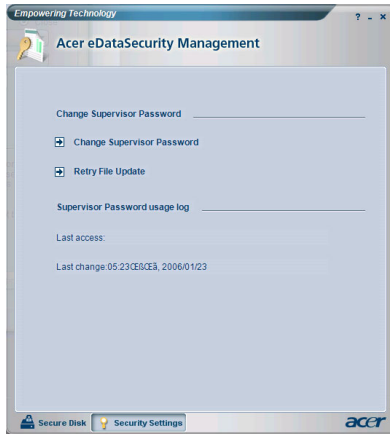 Empowering Technology
? - ×
Acer eDataSecurity Management
Change Supervisor Password
Change Supervisor Password
Retry File Update
Supervisor Password usage log
Last access:
Last change:05:23ŒßŒã, 2006/01/23
Secure Disk
Security Settings
acer